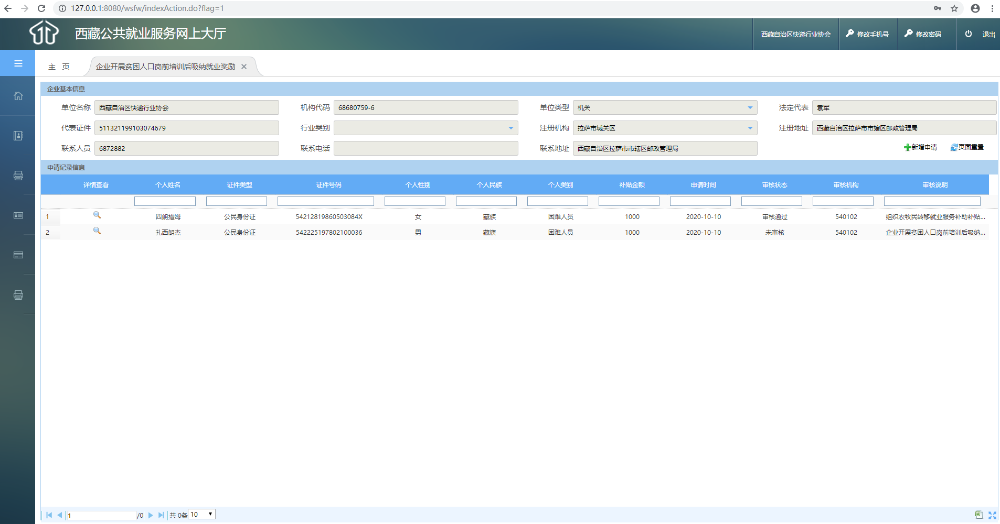 127.0.0.1:8080/wsfw/indexAction.do?flag=1
西藏公共就业服务网上大厅
西藏自治区快递行业协会
修改手机号
修改密码
退出
主 页
企业开展贫困人口岗前培训后吸纳就业奖励
企业基本信息
单位名称 西藏自治区快递行业协会 机构代码 68680759-6 单位类型 机关 法定代表 袁军
代表证件 511321199103074679 行业类别 注册机构 拉萨市城关区 注册地址 西藏自治区拉萨市市辖区邮政管理局
联系人员 6872882 联系电话 联系地址 西藏自治区拉萨市市辖区邮政管理局 新增申请 页面重置
申请记录信息
详情查看 个人姓名 证件类型 证件号码 个人性别 个人民族 个人类别 补贴金额 申请时间 审核状态 审核机构 审核说明
1 四朗措姆 公民身份证 54212819860503084X 女 藏族 困难人员 1000 2020-10-10 审核通过 540102 组织农牧民转移就业服务补助补贴...
2 扎西朗杰 公民身份证 542225197802100036 男 藏族 困难人员 1000 2020-10-10 未审核 540102 企业开展贫困人口岗前培训后吸纳...
1 /0 共 0条 10